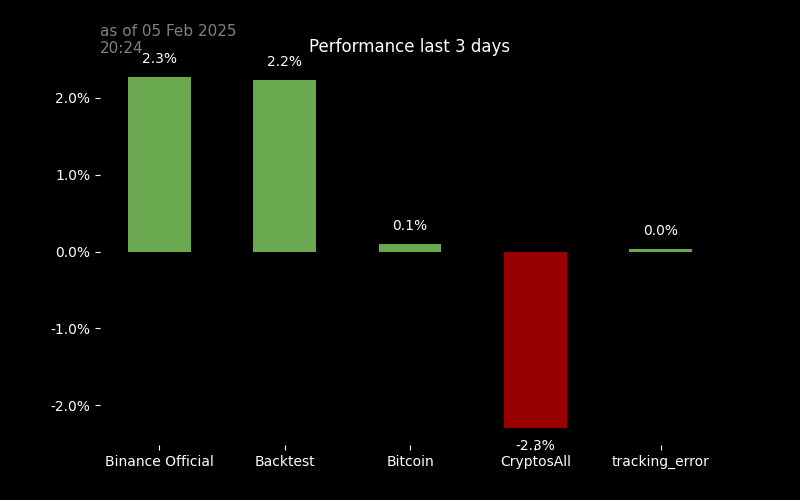 as of 05 Feb 2025
20:24
Performance last 3 days
2.3%
2.2%
0.1%
-2.3%
0.0%
2.0%
1.0%
0.0%
-1.0%
-2.0%
Binance Official
Backtest
Bitcoin
CryptosAll
tracking_error